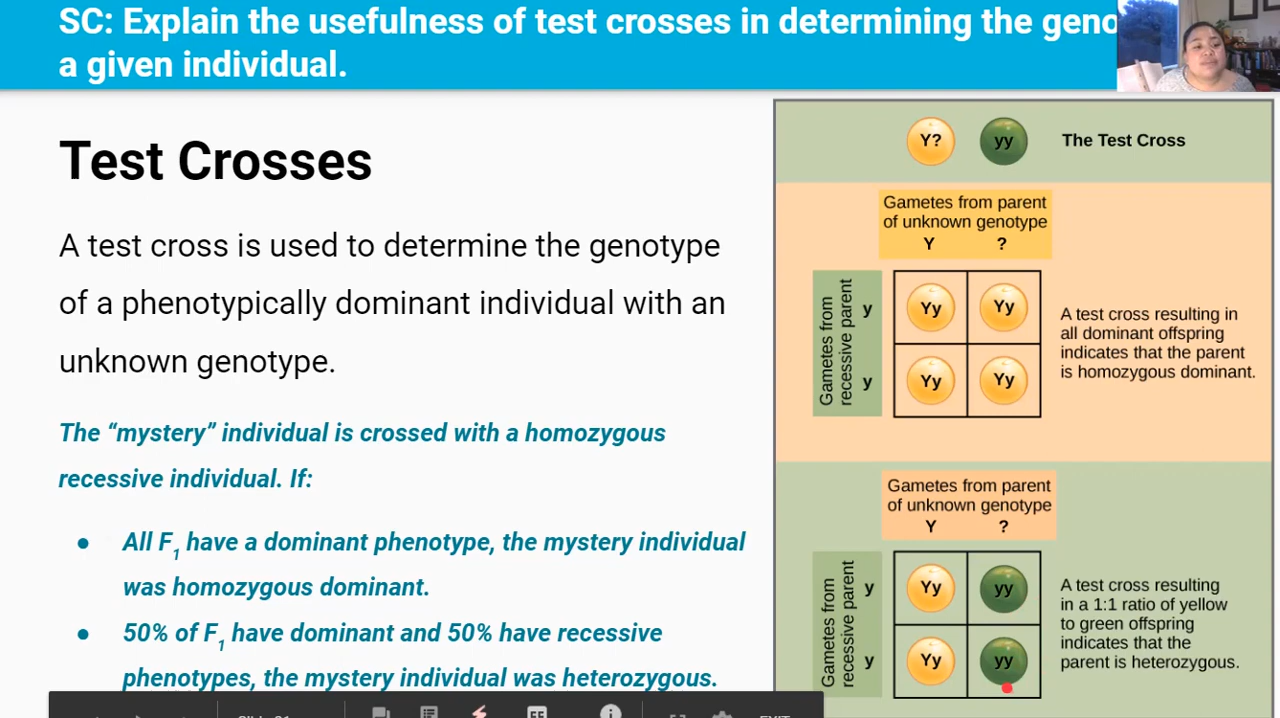 SC: Explain the usefulness of test crosses in determining the geno
a given individual.
Test Crosses
A test cross is used to determine the genotype
of a phenotypically dominant individual with an
unknown genotype.
The “mystery” individual is crossed with a homozygous
recessive individual. If:
● All F1 have a dominant phenotype, the mystery individual
was homozygous dominant.
● 50% of F1 have dominant and 50% have recessive
phenotypes, the mystery individual was heterozygous.
Y? yy The Test Cross
Gametes from parent
of unknown genotype
Y ?
Gametes from
recessive parent
y
y
Yy Yy
Yy Yy
A test cross resulting in
all dominant offspring
indicates that the parent
is homozygous dominant.
Gametes from parent
of unknown genotype
Y ?
Gametes from
recessive parent
y
y
Yy yy
Yy yy
A test cross resulting
in a 1:1 ratio of yellow
to green offspring
indicates that the
parent is heterozygous.